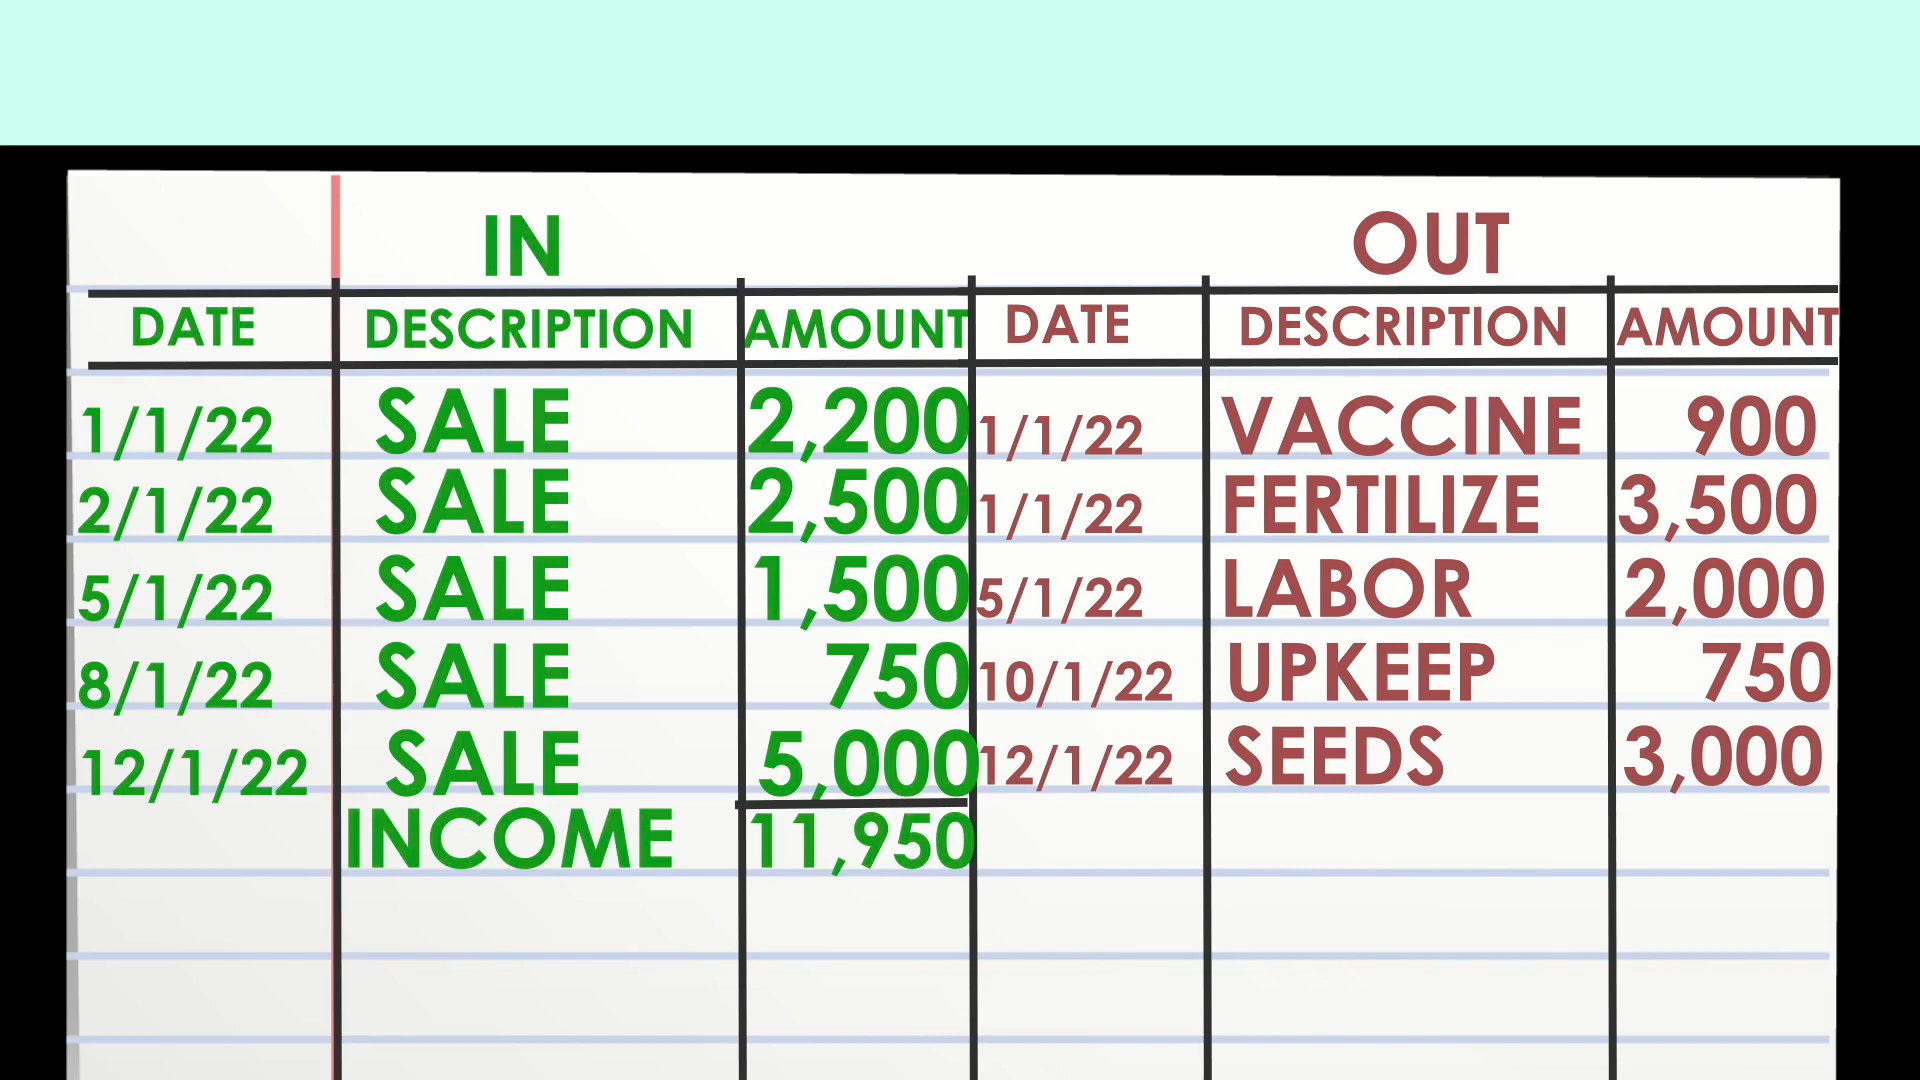 IN OUT
DATE DESCRIPTION AMOUNT DATE DESCRIPTION AMOUNT
1/1/22 SALE 2,200 1/1/22 VACCINE 900
2/1/22 SALE 2,500 1/1/22 FERTILIZE 3,500
5/1/22 SALE 1,500 5/1/22 LABOR 2,000
8/1/22 SALE 750 10/1/22 UPKEEP 750
12/1/22 SALE 5,000 12/1/22 SEEDS 3,000
INCOME 11,950